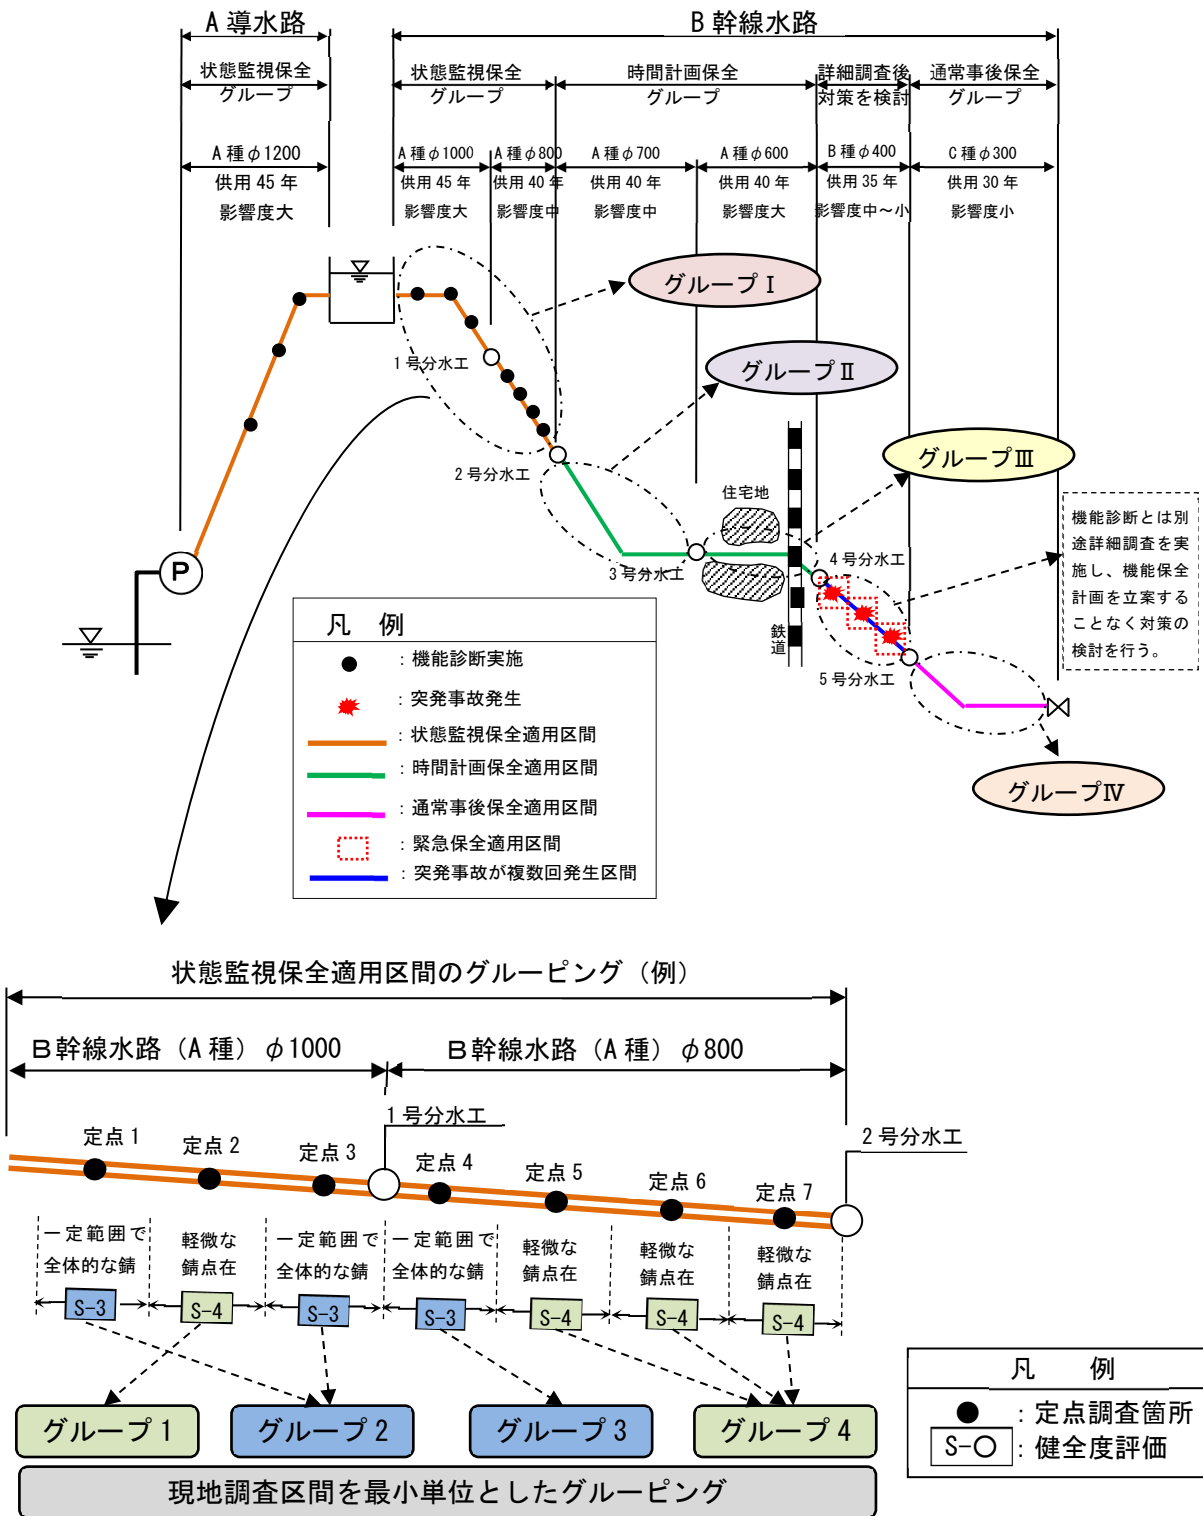 A 導水路
B 幹線水路
状態監視保全
グループ
状態監視保全
グループ
時間計画保全
グループ
詳細調査後
対策を検討
通常事後保全
グループ
A 種φ1200
供用 45 年
影響度大
A 種φ1000
供用 45 年
影響度大
A 種φ800
供用 40 年
影響度中
A 種φ700
供用 40 年
影響度中
A 種φ600
供用 40 年
影響度大
B 種φ400
供用 35 年
影響度中～小
C 種φ300
供用 30 年
影響度小
グループⅠ
1 号分水工
グループⅡ
2 号分水工
グループⅢ
住宅地
3 号分水工
4 号分水工
鉄道
5 号分水工
P
機能診断とは別
途詳細調査を実
施し、機能保全
計画を立案する
ことなく対策の
検討を行う。
グループⅣ
凡 例
：機能診断実施
：突発事故発生
：状態監視保全適用区間
：時間計画保全適用区間
：通常事後保全適用区間
：緊急保全適用区間
：突発事故が複数回発生区間
状態監視保全適用区間のグルーピング（例）
Ｂ幹線水路（A 種）φ1000
Ｂ幹線水路（A 種）φ800
1 号分水工
2 号分水工
定点 1
定点 2
定点 3
定点 4
定点 5
定点 6
定点 7
一定範囲で
全体的な錆
軽微な
錆点在
一定範囲で
全体的な錆
一定範囲で
全体的な錆
軽微な
錆点在
軽微な
錆点在
軽微な
錆点在
S-3
S-4
S-3
S-3
S-4
S-4
S-4
グループ 1
グループ 2
グループ 3
グループ 4
現地調査区間を最小単位としたグルーピング
凡 例
：定点調査箇所
S-〇：健全度評価